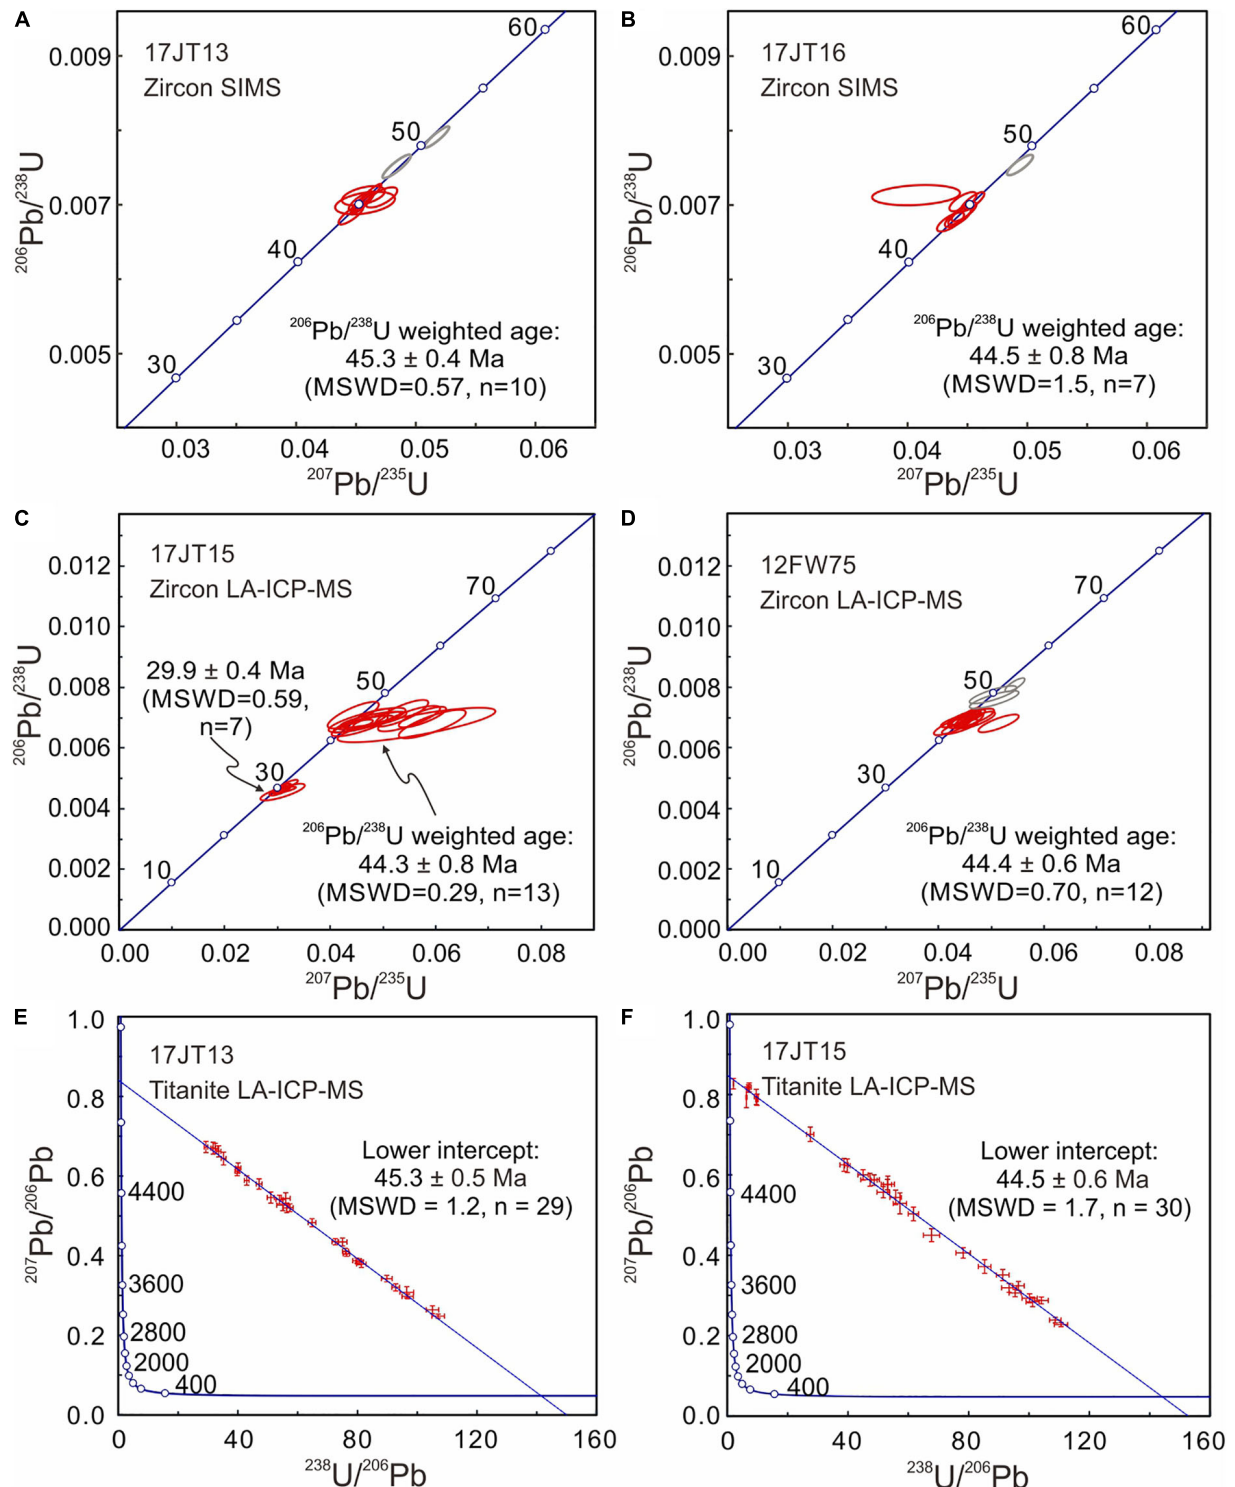 A
17JT13
Zircon SIMS
60
50
40
30
0.009
0.007
0.005
206Pb/238U
206Pb/238U weighted age:
45.3 ± 0.4 Ma
(MSWD=0.57, n=10)
0.03 0.04 0.05 0.06
207Pb/235U
B
17JT16
Zircon SIMS
60
50
40
30
0.009
0.007
0.005
206Pb/238U
206Pb/238U weighted age:
44.5 ± 0.8 Ma
(MSWD=1.5, n=7)
0.03 0.04 0.05 0.06
207Pb/235U
C
17JT15
Zircon LA-ICP-MS
70
50
30
10
0.012
0.010
0.008
0.006
0.004
0.002
0.000
206Pb/238U
29.9 ± 0.4 Ma
(MSWD=0.59,
n=7)
206Pb/238U weighted age:
44.3 ± 0.8 Ma
(MSWD=0.29, n=13)
0.00 0.02 0.04 0.06 0.08
207Pb/235U
D
12FW75
Zircon LA-ICP-MS
70
50
30
10
0.012
0.010
0.008
0.006
0.004
0.002
0.000
206Pb/238U
206Pb/238U weighted age:
44.4 ± 0.6 Ma
(MSWD=0.70, n=12)
0.00 0.02 0.04 0.06 0.08
207Pb/235U
E
17JT13
Titanite LA-ICP-MS
1.0
0.8
0.6
0.4
0.2
0.0
207Pb/206Pb
Lower intercept:
45.3 ± 0.5 Ma
(MSWD = 1.2, n = 29)
4400
3600
2800
2000
400
0 40 80 120 160
238U/206Pb
F
17JT15
Titanite LA-ICP-MS
1.0
0.8
0.6
0.4
0.2
0.0
207Pb/206Pb
Lower intercept:
44.5 ± 0.6 Ma
(MSWD = 1.7, n = 30)
4400
3600
2800
2000
400
0 40 80 120 160
238U/206Pb